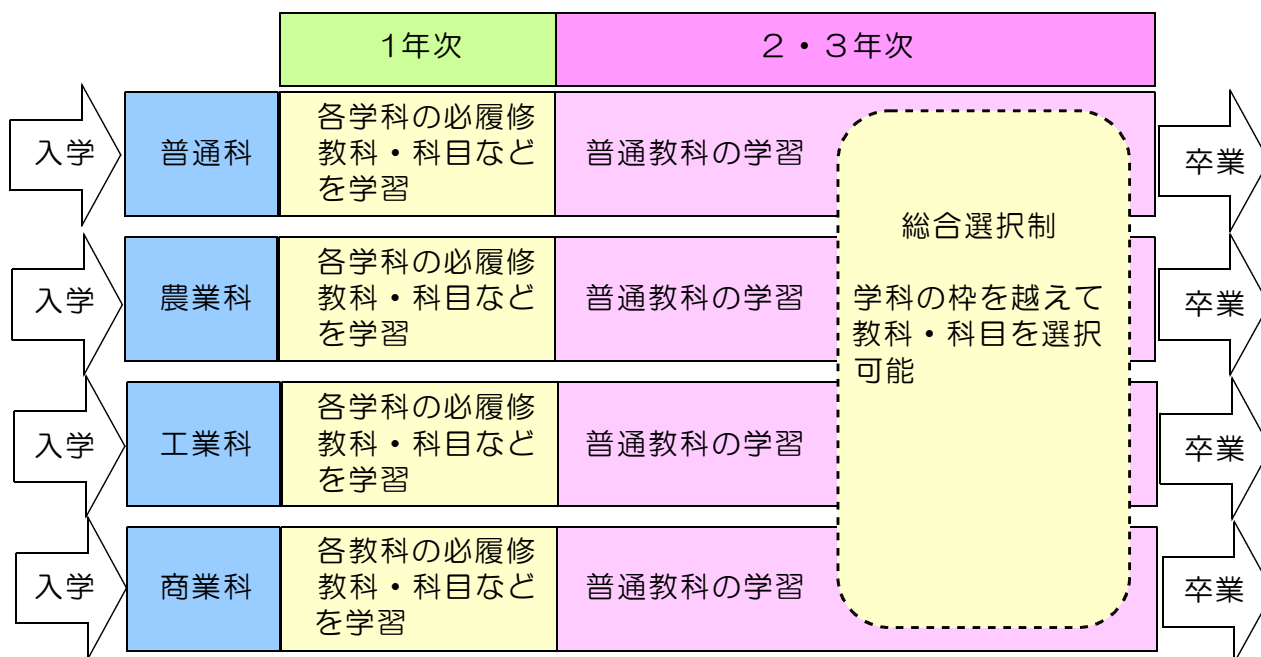 1年次
２・３年次
入学
普通科
各学科の必履修
教科・科目など
を学習
普通教科の学習
卒業
総合選択制
学科の枠を越えて
教科・科目を選択
可能
入学
農業科
各学科の必履修
教科・科目など
を学習
普通教科の学習
卒業
入学
工業科
各学科の必履修
教科・科目など
を学習
普通教科の学習
卒業
入学
商業科
各教科の必履修
教科・科目など
を学習
普通教科の学習
卒業